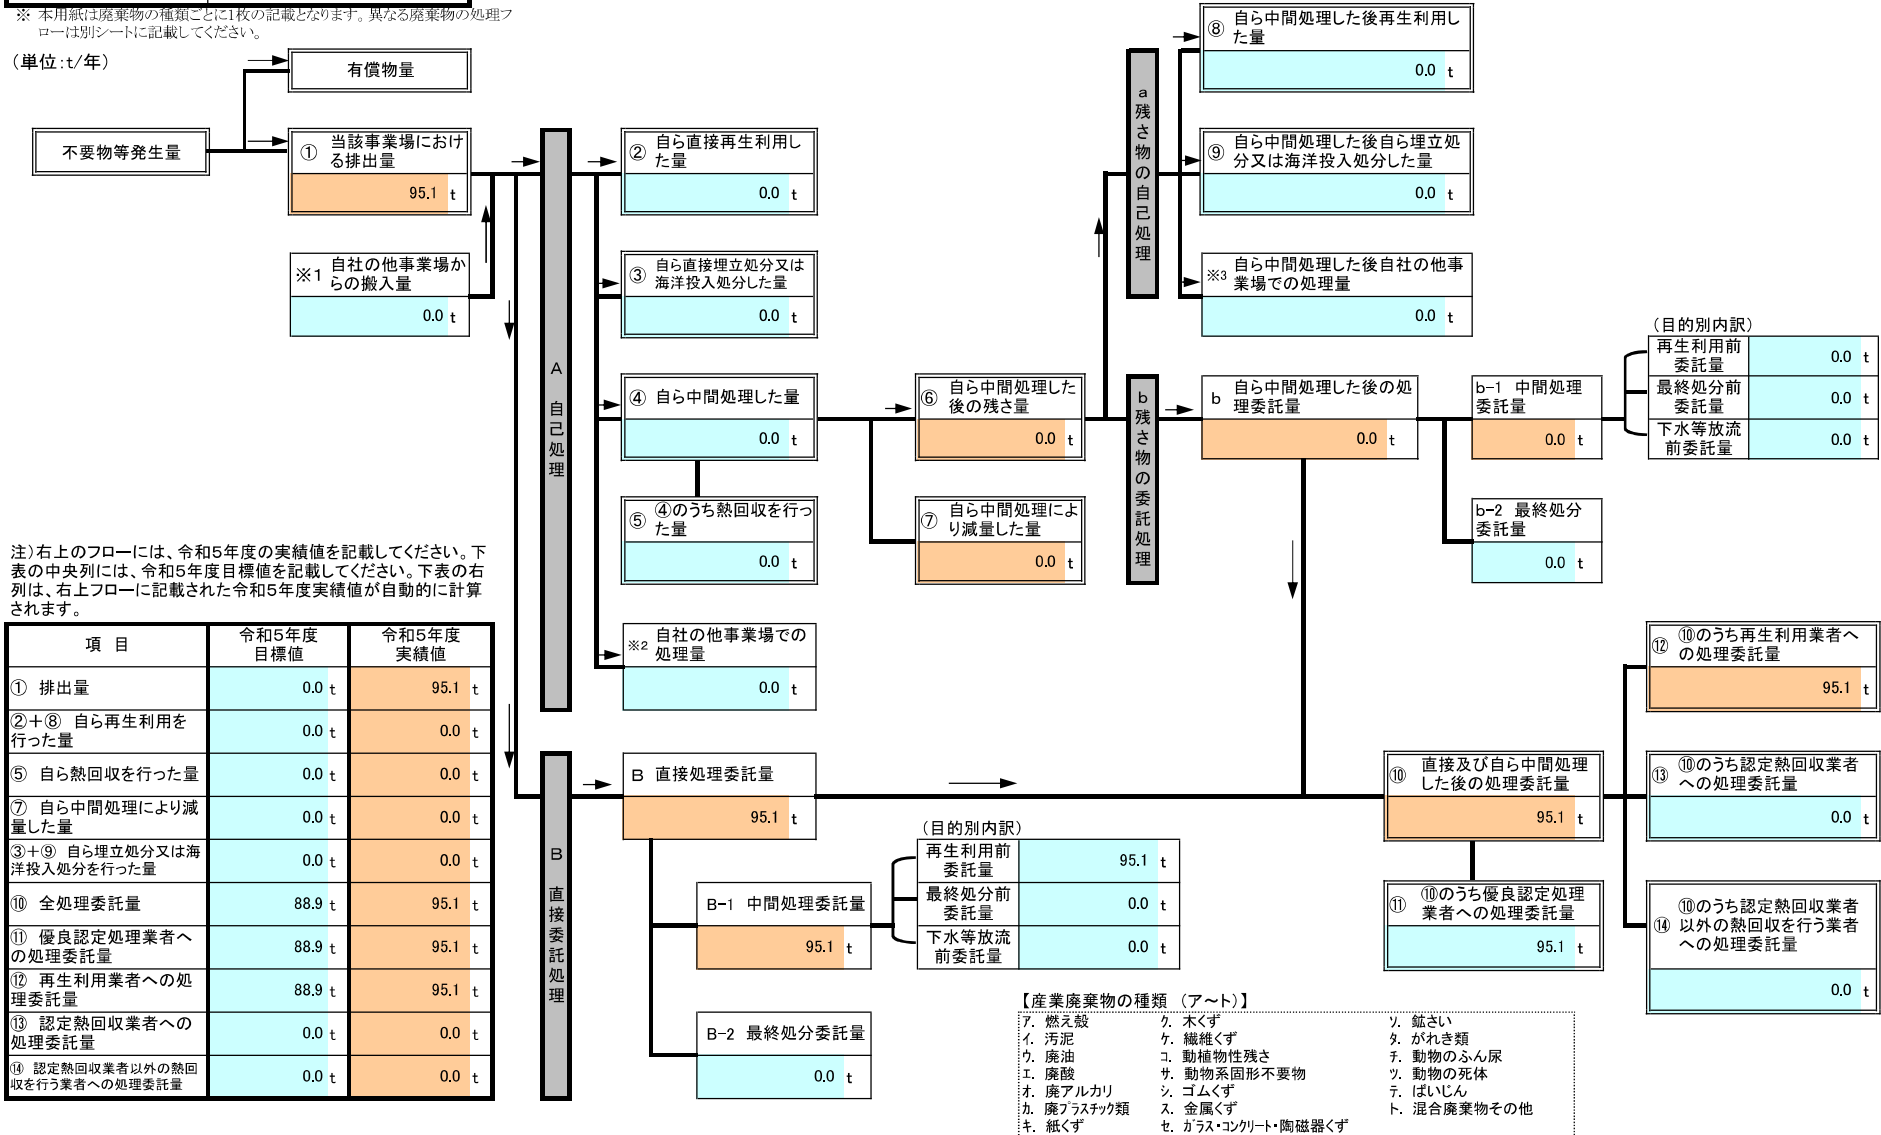 ※ 本用紙は廃棄物の種類ごとに1枚の記載となります。異なる廃棄物の処理フ
ローは別シートに記載してください。
(単位:t/年)
有償物量
不要物等発生量
① 当該事業場におけ
る排出量
95.1 t
※1 自社の他事業場か
らの搬入量
0.0 t
A 自己処理
② 自ら直接再生利用し
た量
0.0 t
③ 自ら直接埋立処分又は
海洋投入処分した量
0.0 t
④ 自ら中間処理した量
0.0 t
⑤ ④のうち熱回収を行っ
た量
0.0 t
※2 自社の他事業場での
処理量
0.0 t
⑥ 自ら中間処理した
後の残さ量
0.0 t
⑦ 自ら中間処理によ
り減量した量
0.0 t
a 残さ物の自己処理
⑧ 自ら中間処理した後再生利用し
た量
0.0 t
⑨ 自ら中間処理した後自ら埋立処
分又は海洋投入処分した量
0.0 t
※3 自ら中間処理した後自社の他事
業場での処理量
0.0 t
b 残さ物の委託処理
b 自ら中間処理した後の処
理委託量
0.0 t
b-1 中間処理
委託量
0.0 t
(目的別内訳)
再生利用前
委託量
0.0 t
最終処分前
委託量
0.0 t
下水等放流
前委託量
0.0 t
b-2 最終処分
委託量
0.0 t
注)右上のフローには、令和5年度の実績値を記載してください。下
表の中央列には、令和5年度目標値を記載してください。下表の右
列は、右上フローに記載された令和5年度実績値が自動的に計算
されます。
項 目
令和5年度
目標値
令和5年度
実績値
① 排出量 0.0 t 95.1 t
②+⑧ 自ら再生利用を
行った量 0.0 t 0.0 t
⑤ 自ら熱回収を行った量 0.0 t 0.0 t
⑦ 自ら中間処理により減
量した量 0.0 t 0.0 t
③+⑨ 自ら埋立処分又は海
洋投入処分を行った量 0.0 t 0.0 t
⑩ 全処理委託量 88.9 t 95.1 t
⑪ 優良認定処理業者へ
の処理委託量 88.9 t 95.1 t
⑫ 再生利用業者への処
理委託量 88.9 t 95.1 t
⑬ 認定熱回収業者への
処理委託量 0.0 t 0.0 t
⑭ 認定熱回収業者以外の熱回
収を行う業者への処理委託量 0.0 t 0.0 t
B 直接委託処理
B 直接処理委託量
95.1 t
B-1 中間処理委託量
95.1 t
(目的別内訳)
再生利用前
委託量
95.1 t
最終処分前
委託量
0.0 t
下水等放流
前委託量
0.0 t
B-2 最終処分委託量
0.0 t
⑩ 直接及び自ら中間処理
した後の処理委託量
95.1 t
⑪ ⑩のうち優良認定処理
業者への処理委託量
95.1 t
⑫ ⑩のうち再生利用業者へ
の処理委託量
95.1 t
⑬ ⑩のうち認定熱回収業者
への処理委託量
0.0 t
⑭ ⑩のうち認定熱回収業者
以外の熱回収を行う業者
への処理委託量
0.0 t
【産業廃棄物の種類 (ア~ト)】
ア. 燃え殻 ク. 木くず ソ. 鉱さい
イ. 汚泥 ケ. 繊維くず タ. がれき類
ウ. 廃油 コ. 動植物性残さ チ. 動物のふん尿
エ. 廃酸 サ. 動物系固形不要物 ツ. 動物の死体
オ. 廃アルカリ シ. ゴムくず テ. ばいじん
カ. 廃プラスチック類 ス. 金属くず ト. 混合廃棄物その他
キ. 紙くず セ. ガラス・コンクリート・陶磁器くず